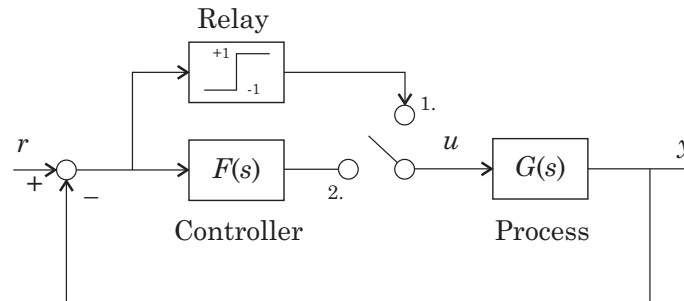 Relay
+1
-1
1.
r
+
−
F(s)
2.
u
G(s)
y
Controller
Process